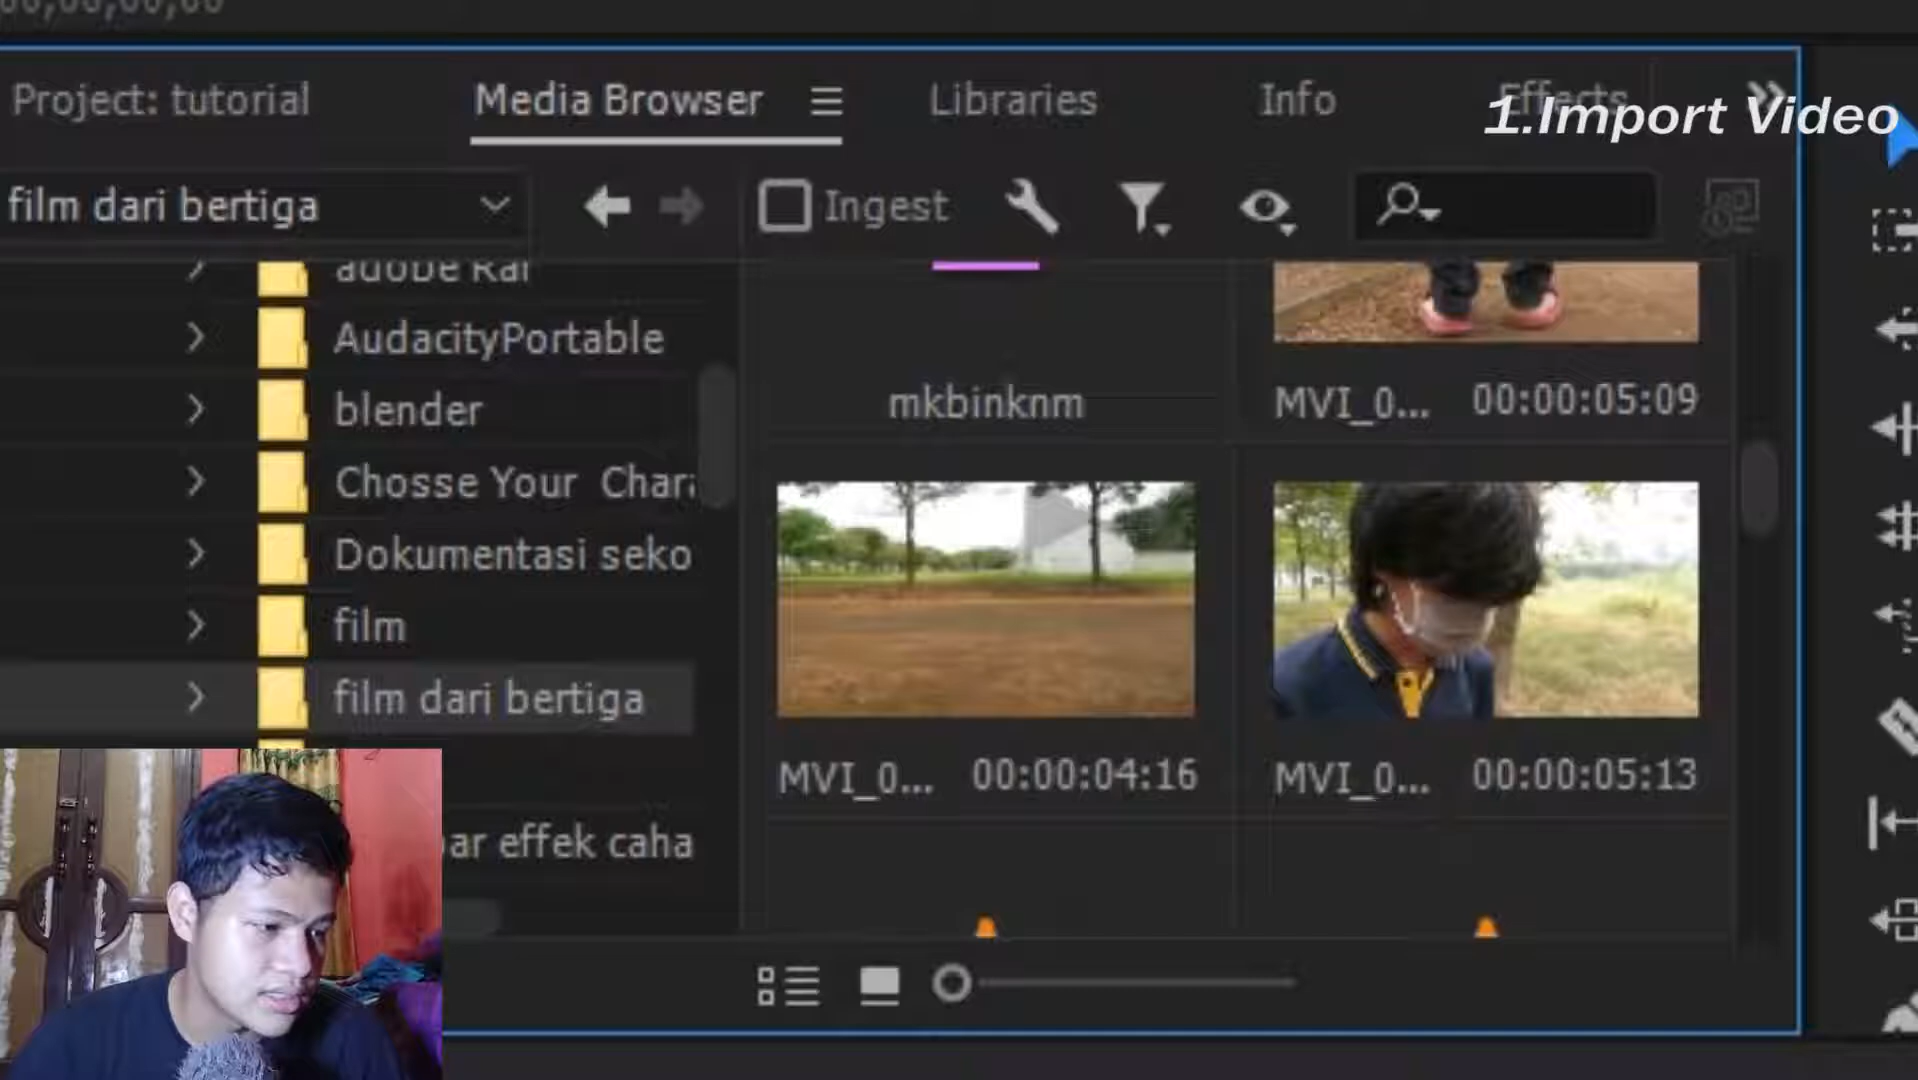 Project: tutorial
Media Browser
Libraries
Info
Effects
1.Import Video
film dari bertiga
Ingest
AudacityPortable
blender
Chosse Your Chara
Dokumentasi seko
film
film dari bertiga
ar effek caha
mkbinknm
MVI_0... 00:00:05:09
MVI_0... 00:00:04:16
MVI_0... 00:00:05:13